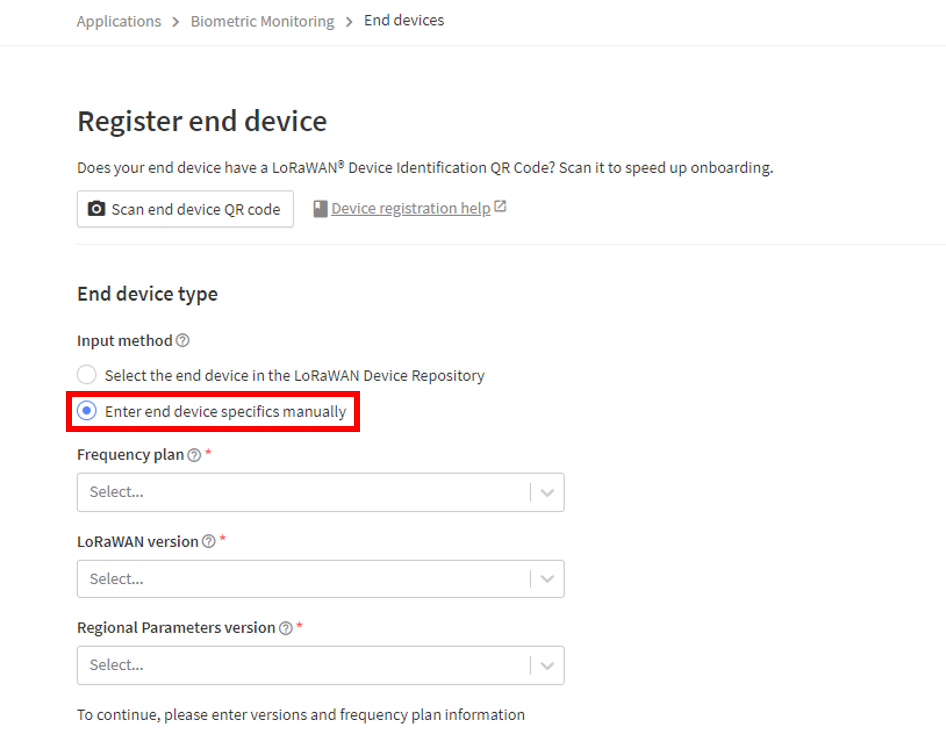 Applications > Biometric Monitoring > End devices
Register end device
Does your end device have a LoRaWAN® Device Identification QR Code? Scan it to speed up onboarding.
Scan end device QR code Device registration help
End device type
Input method
Select the end device in the LoRaWAN Device Repository
Enter end device specifics manually
Frequency plan *
Select...
LoRaWAN version *
Select...
Regional Parameters version *
Select...
To continue, please enter versions and frequency plan information